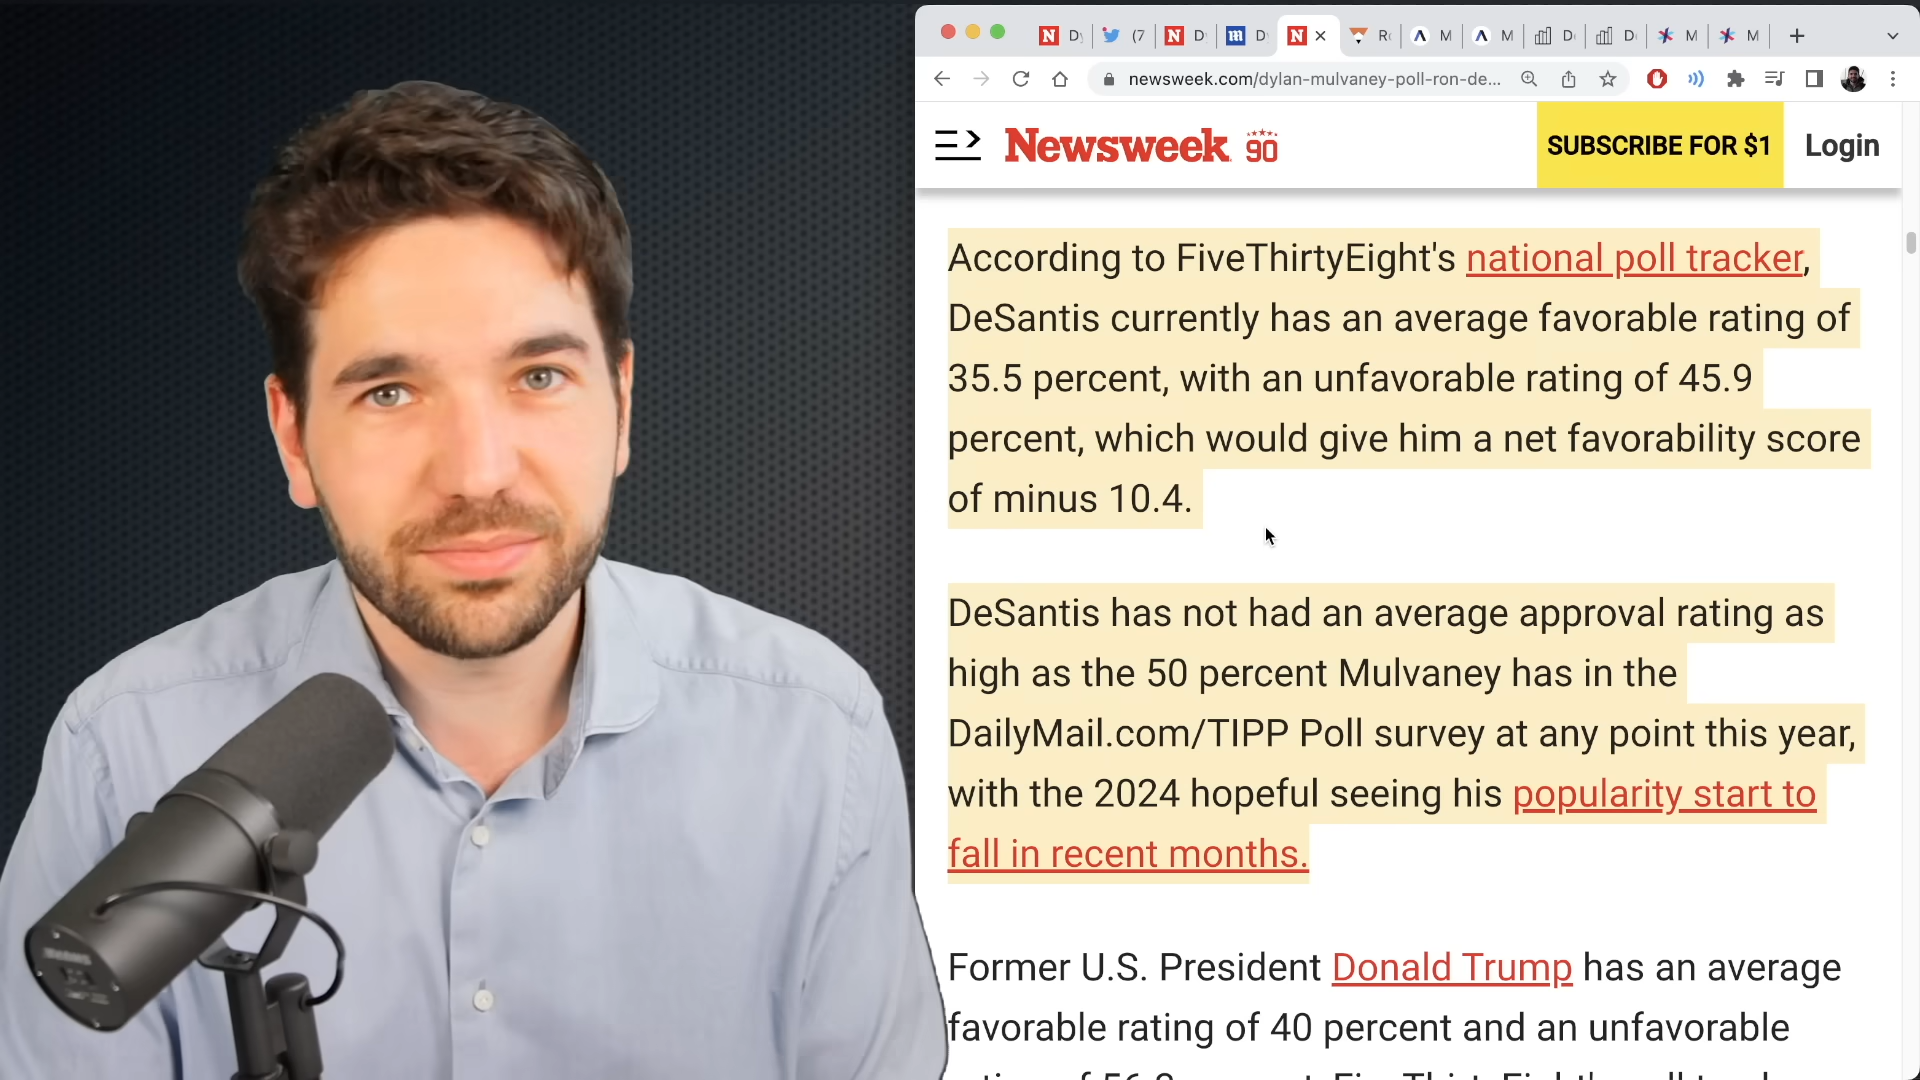 D
(7
D
D
R
M
M
D
D
M
M
newsweek.com/dylan-mulvaney-poll-ron-de...
Newsweek 90
SUBSCRIBE FOR $1
Login
According to FiveThirtyEight's national poll tracker,
DeSantis currently has an average favorable rating of
35.5 percent, with an unfavorable rating of 45.9
percent, which would give him a net favorability score
of minus 10.4.
DeSantis has not had an average approval rating as
high as the 50 percent Mulvaney has in the
DailyMail.com/TIPP Poll survey at any point this year,
with the 2024 hopeful seeing his popularity start to
fall in recent months.
Former U.S. President Donald Trump has an average
favorable rating of 40 percent and an unfavorable